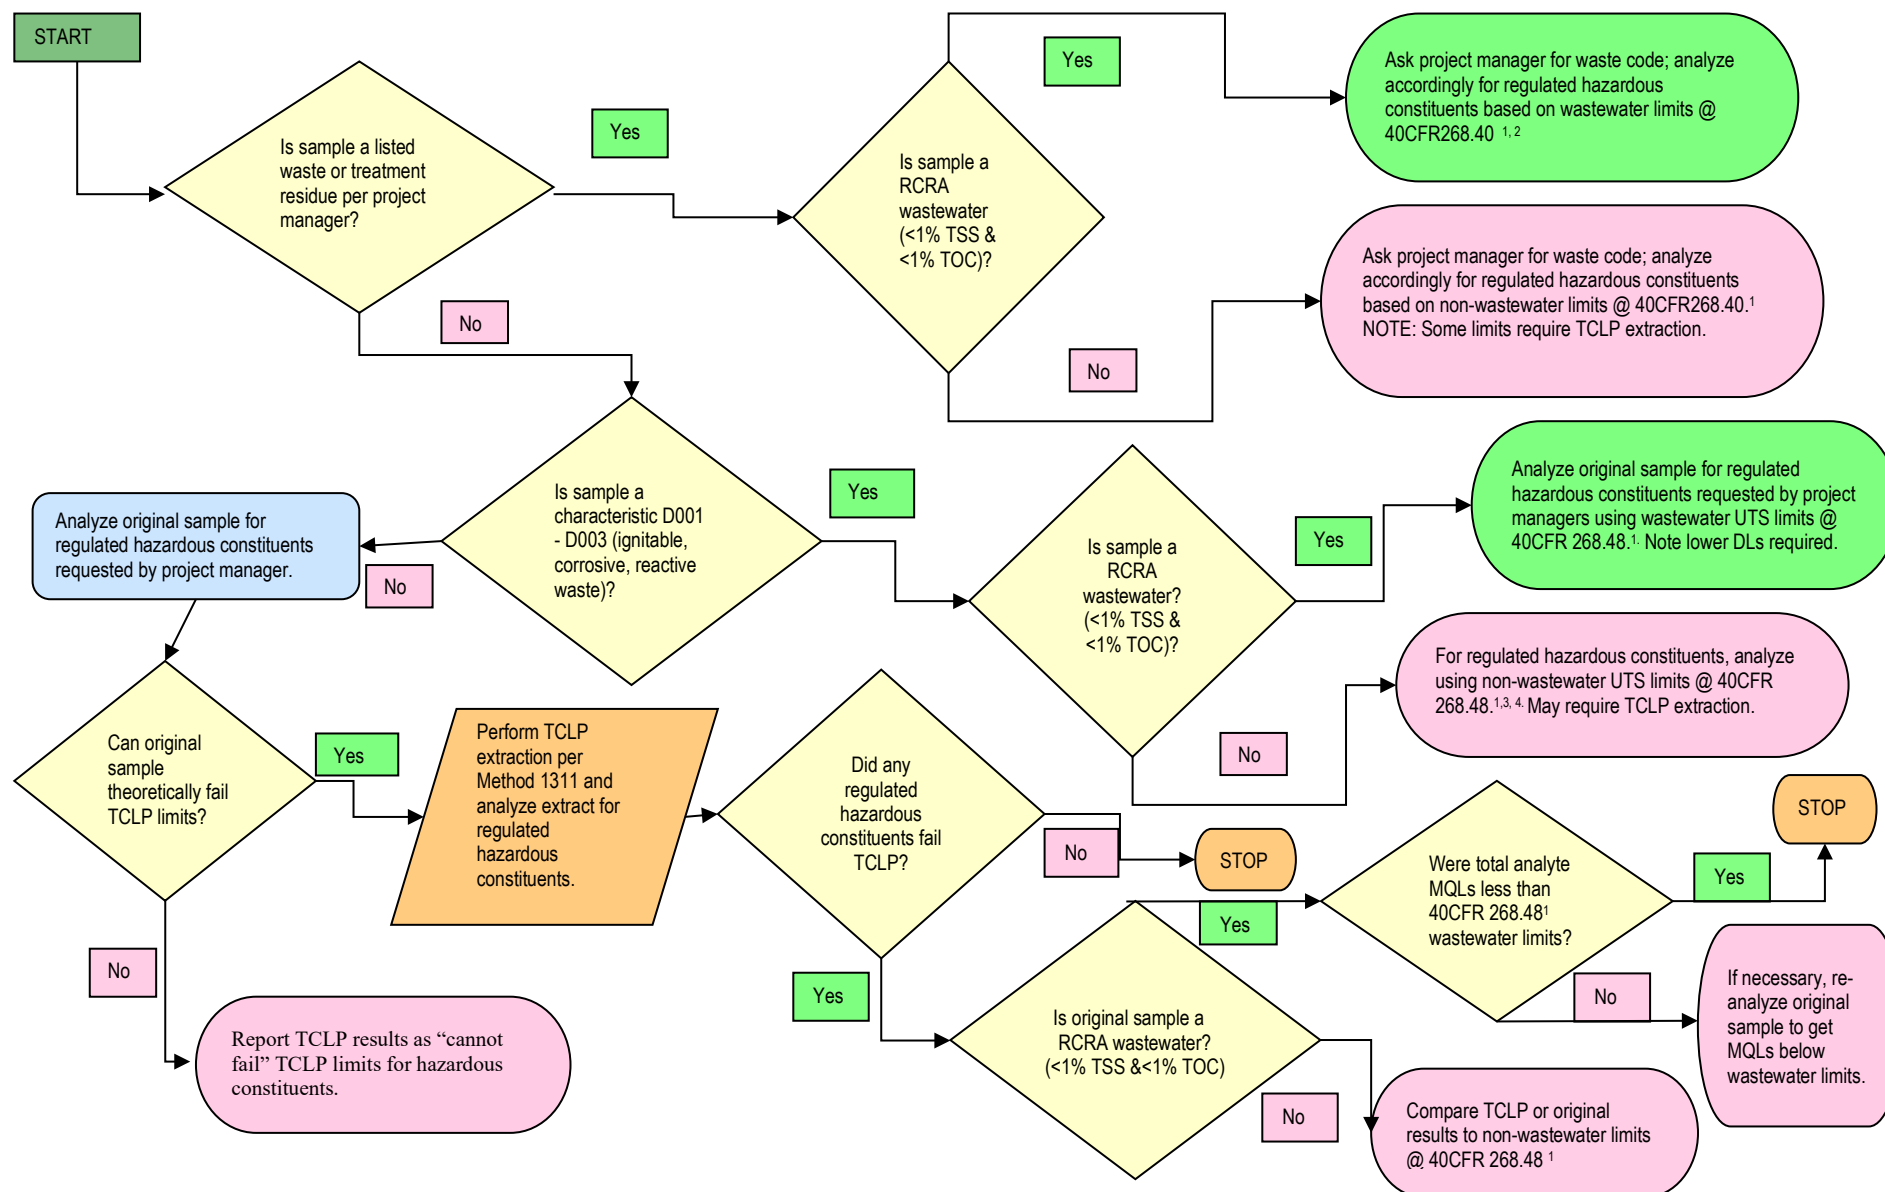 START
Is sample a listed
waste or treatment
residue per project
manager?
Yes
No
Is sample a
RCRA
wastewater
(<1% TSS &
<1% TOC)?
Yes
Ask project manager for waste code; analyze
accordingly for regulated hazardous
constituents based on wastewater limits @
40CFR268.40 1, 2
No
Ask project manager for waste code; analyze
accordingly for regulated hazardous constituents
based on non-wastewater limits @ 40CFR268.40.1
NOTE: Some limits require TCLP extraction.
Is sample a
characteristic D001
- D003 (ignitable,
corrosive, reactive
waste)?
Yes
No
Is sample a
RCRA
wastewater?
(<1% TSS &
<1% TOC)?
Yes
Analyze original sample for regulated
hazardous constituents requested by project
managers using wastewater UTS limits @
40CFR 268.48.1. Note lower DLs required.
No
For regulated hazardous constituents, analyze
using non-wastewater UTS limits @ 40CFR
268.48.1,3, 4. May require TCLP extraction.
Analyze original sample for
regulated hazardous constituents
requested by project manager.
Can original
sample
theoretically fail
TCLP limits?
Yes
No
Report TCLP results as “cannot
fail” TCLP limits for hazardous
constituents.
Perform TCLP
extraction per
Method 1311 and
analyze extract for
regulated
hazardous
constituents.
Did any
regulated
hazardous
constituents fail
TCLP?
No
STOP
Yes
Is original sample a
RCRA wastewater?
(<1% TSS &<1% TOC)
Yes
No
Compare TCLP or original
results to non-wastewater limits
@ 40CFR 268.48 1
Were total analyte
MQLs less than
40CFR 268.481
wastewater limits?
Yes
STOP
No
If necessary, re-
analyze original
sample to get
MQLs below
wastewater limits.